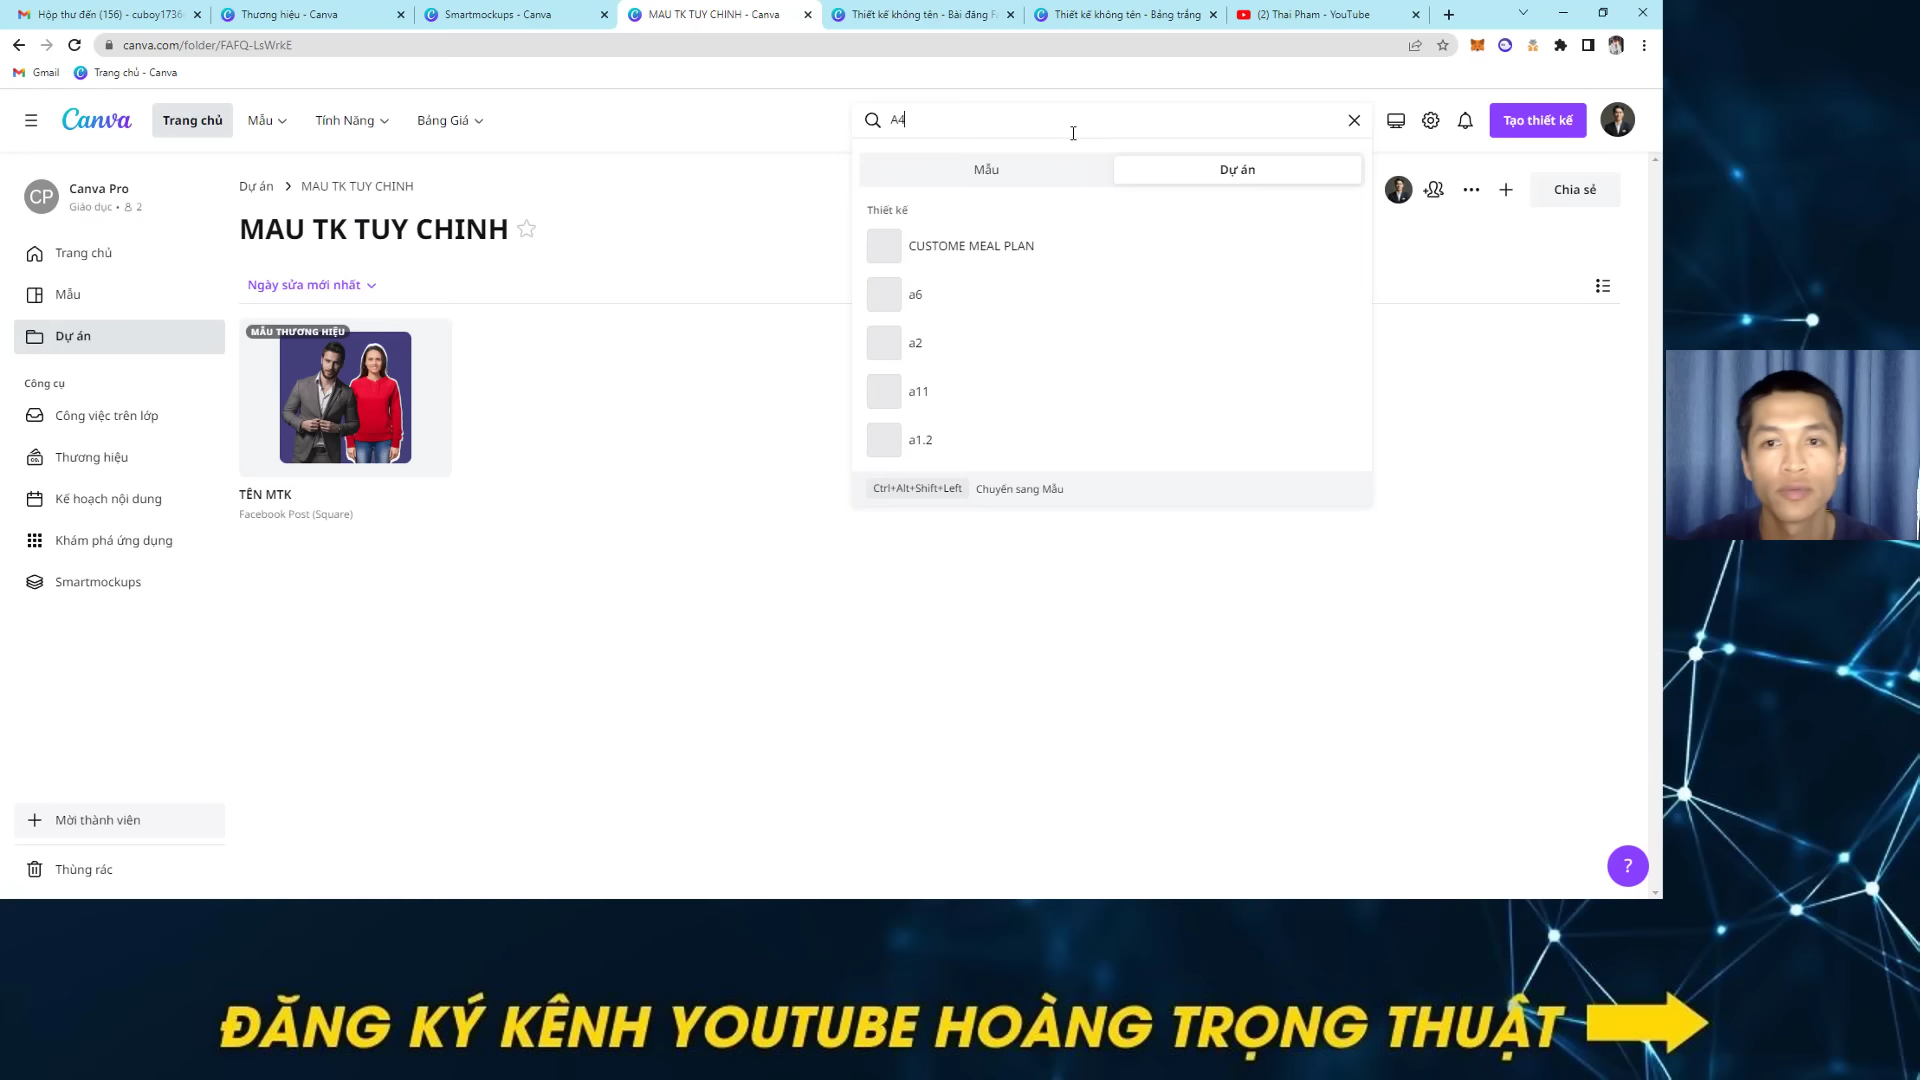 Hộp thư đến (156) - cuboy1736
Thương hiệu - Canva
Smartmockups - Canva
MAU TK TUY CHINH - Canva
Thiết kế không tên - Bài đăng Fa
Thiết kế không tên - Bảng trắng
(2) Thai Pham - YouTube
canva.com/folder/FAFQ-LsWrkE
Gmail
Trang chủ - Canva
Canva
Trang chủ
Mẫu
Tính Năng
Bảng Giá
A4
Tạo thiết kế
Mẫu
Dự án
Thiết kế
CUSTOME MEAL PLAN
a6
a2
a11
a1.2
Ctrl+Alt+Shift+Left Chuyển sang Mẫu
CP
Canva Pro
Giáo dục • 2
Trang chủ
Mẫu
Dự án
Công cụ
Công việc trên lớp
Thương hiệu
Kế hoạch nội dung
Khám phá ứng dụng
Smartmockups
Mời thành viên
Thùng rác
Dự án > MAU TK TUY CHINH
MAU TK TUY CHINH
Chia sẻ
Ngày sửa mới nhất
MẪU THƯƠNG HIỆU
TÊN MTK
Facebook Post (Square)
?
ĐĂNG KÝ KÊNH YOUTUBE HOÀNG TRỌNG THUẬT